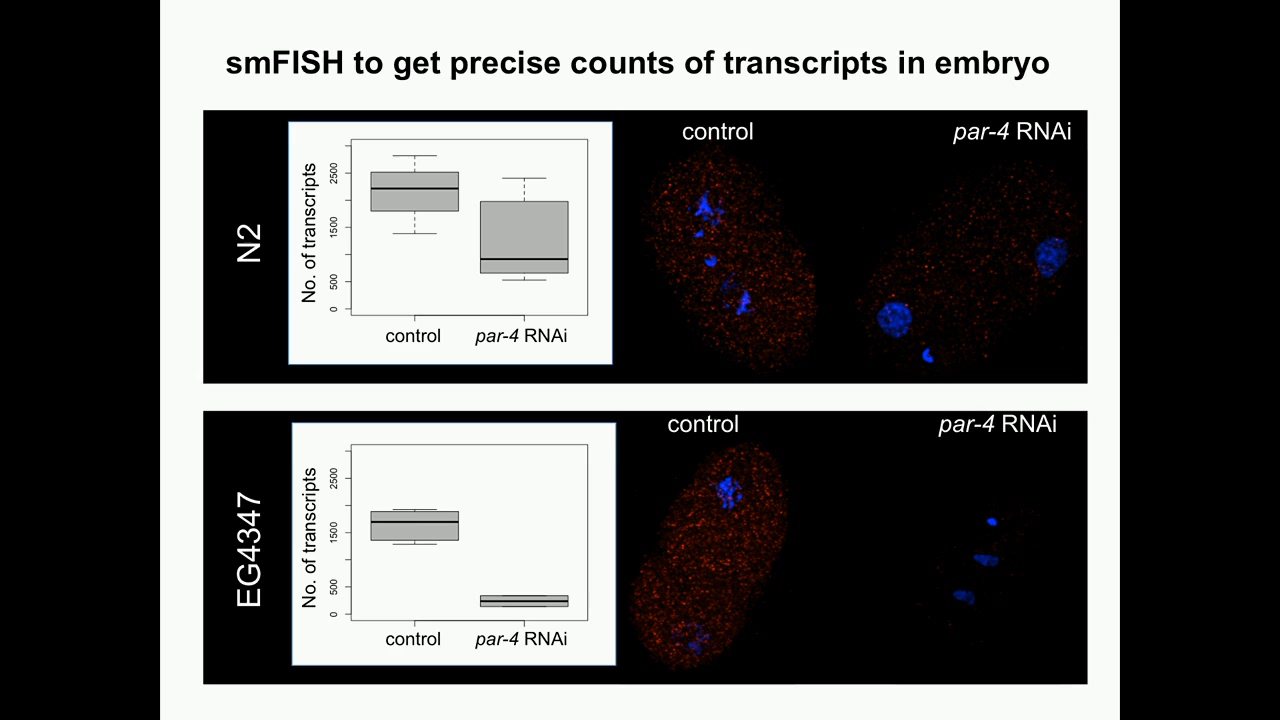 smFISH to get precise counts of transcripts in embryo
N2
No. of transcripts
2500
1500
500
0
control
par-4 RNAi
control
par-4 RNAi
EG4347
No. of transcripts
2500
1500
500
0
control
par-4 RNAi
control
par-4 RNAi